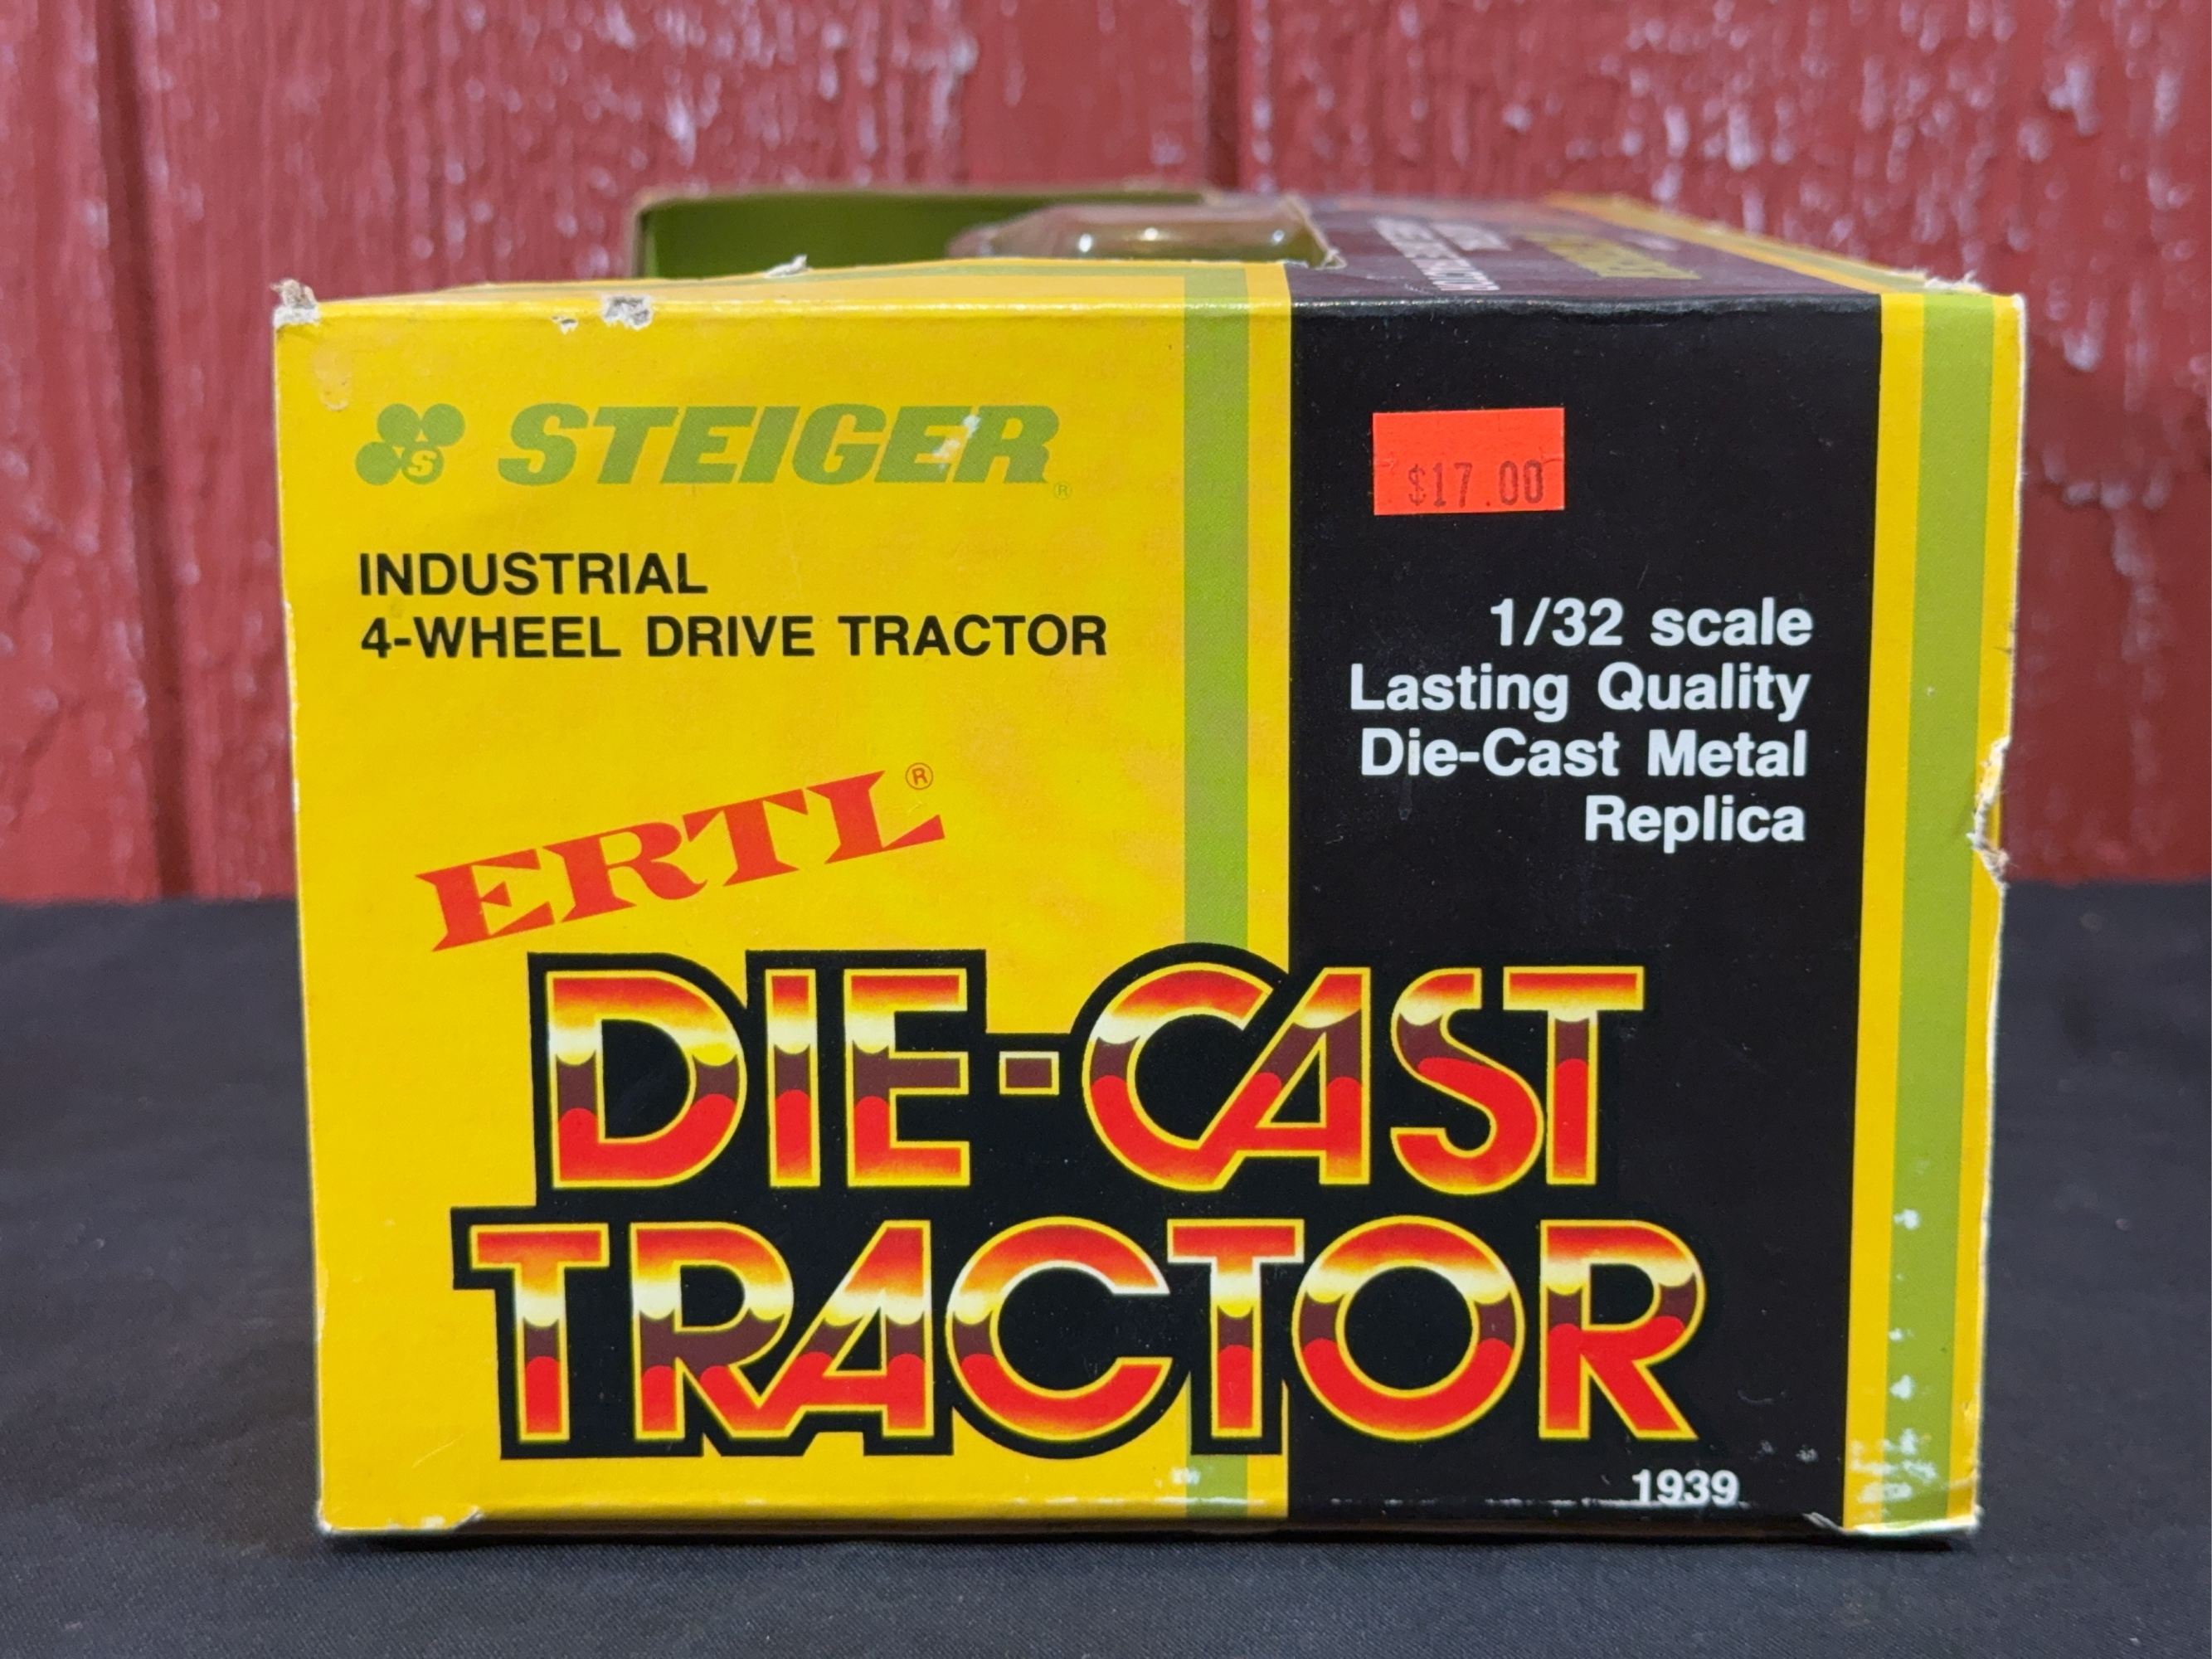 S STEIGER®
INDUSTRIAL
4-WHEEL DRIVE TRACTOR
ERTL®
$17.00
1/32 scale
Lasting Quality
Die-Cast Metal
Replica
DIE-CAST
TRACTOR
1939